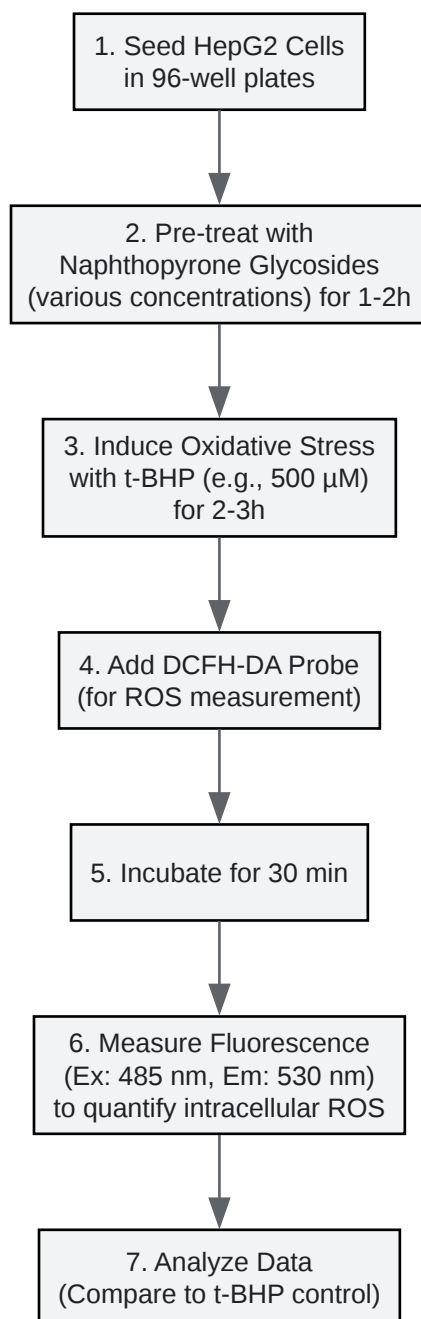 1. Seed HepG2 Cells
in 96-well plates
2. Pre-treat with
Naphthopyrone Glycosides
(various concentrations) for 1-2h
3. Induce Oxidative Stress
with t-BHP (e.g., 500 µM)
for 2-3h
4. Add DCFH-DA Probe
(for ROS measurement)
5. Incubate for 30 min
6. Measure Fluorescence
(Ex: 485 nm, Em: 530 nm)
to quantify intracellular ROS
7. Analyze Data
(Compare to t-BHP control)